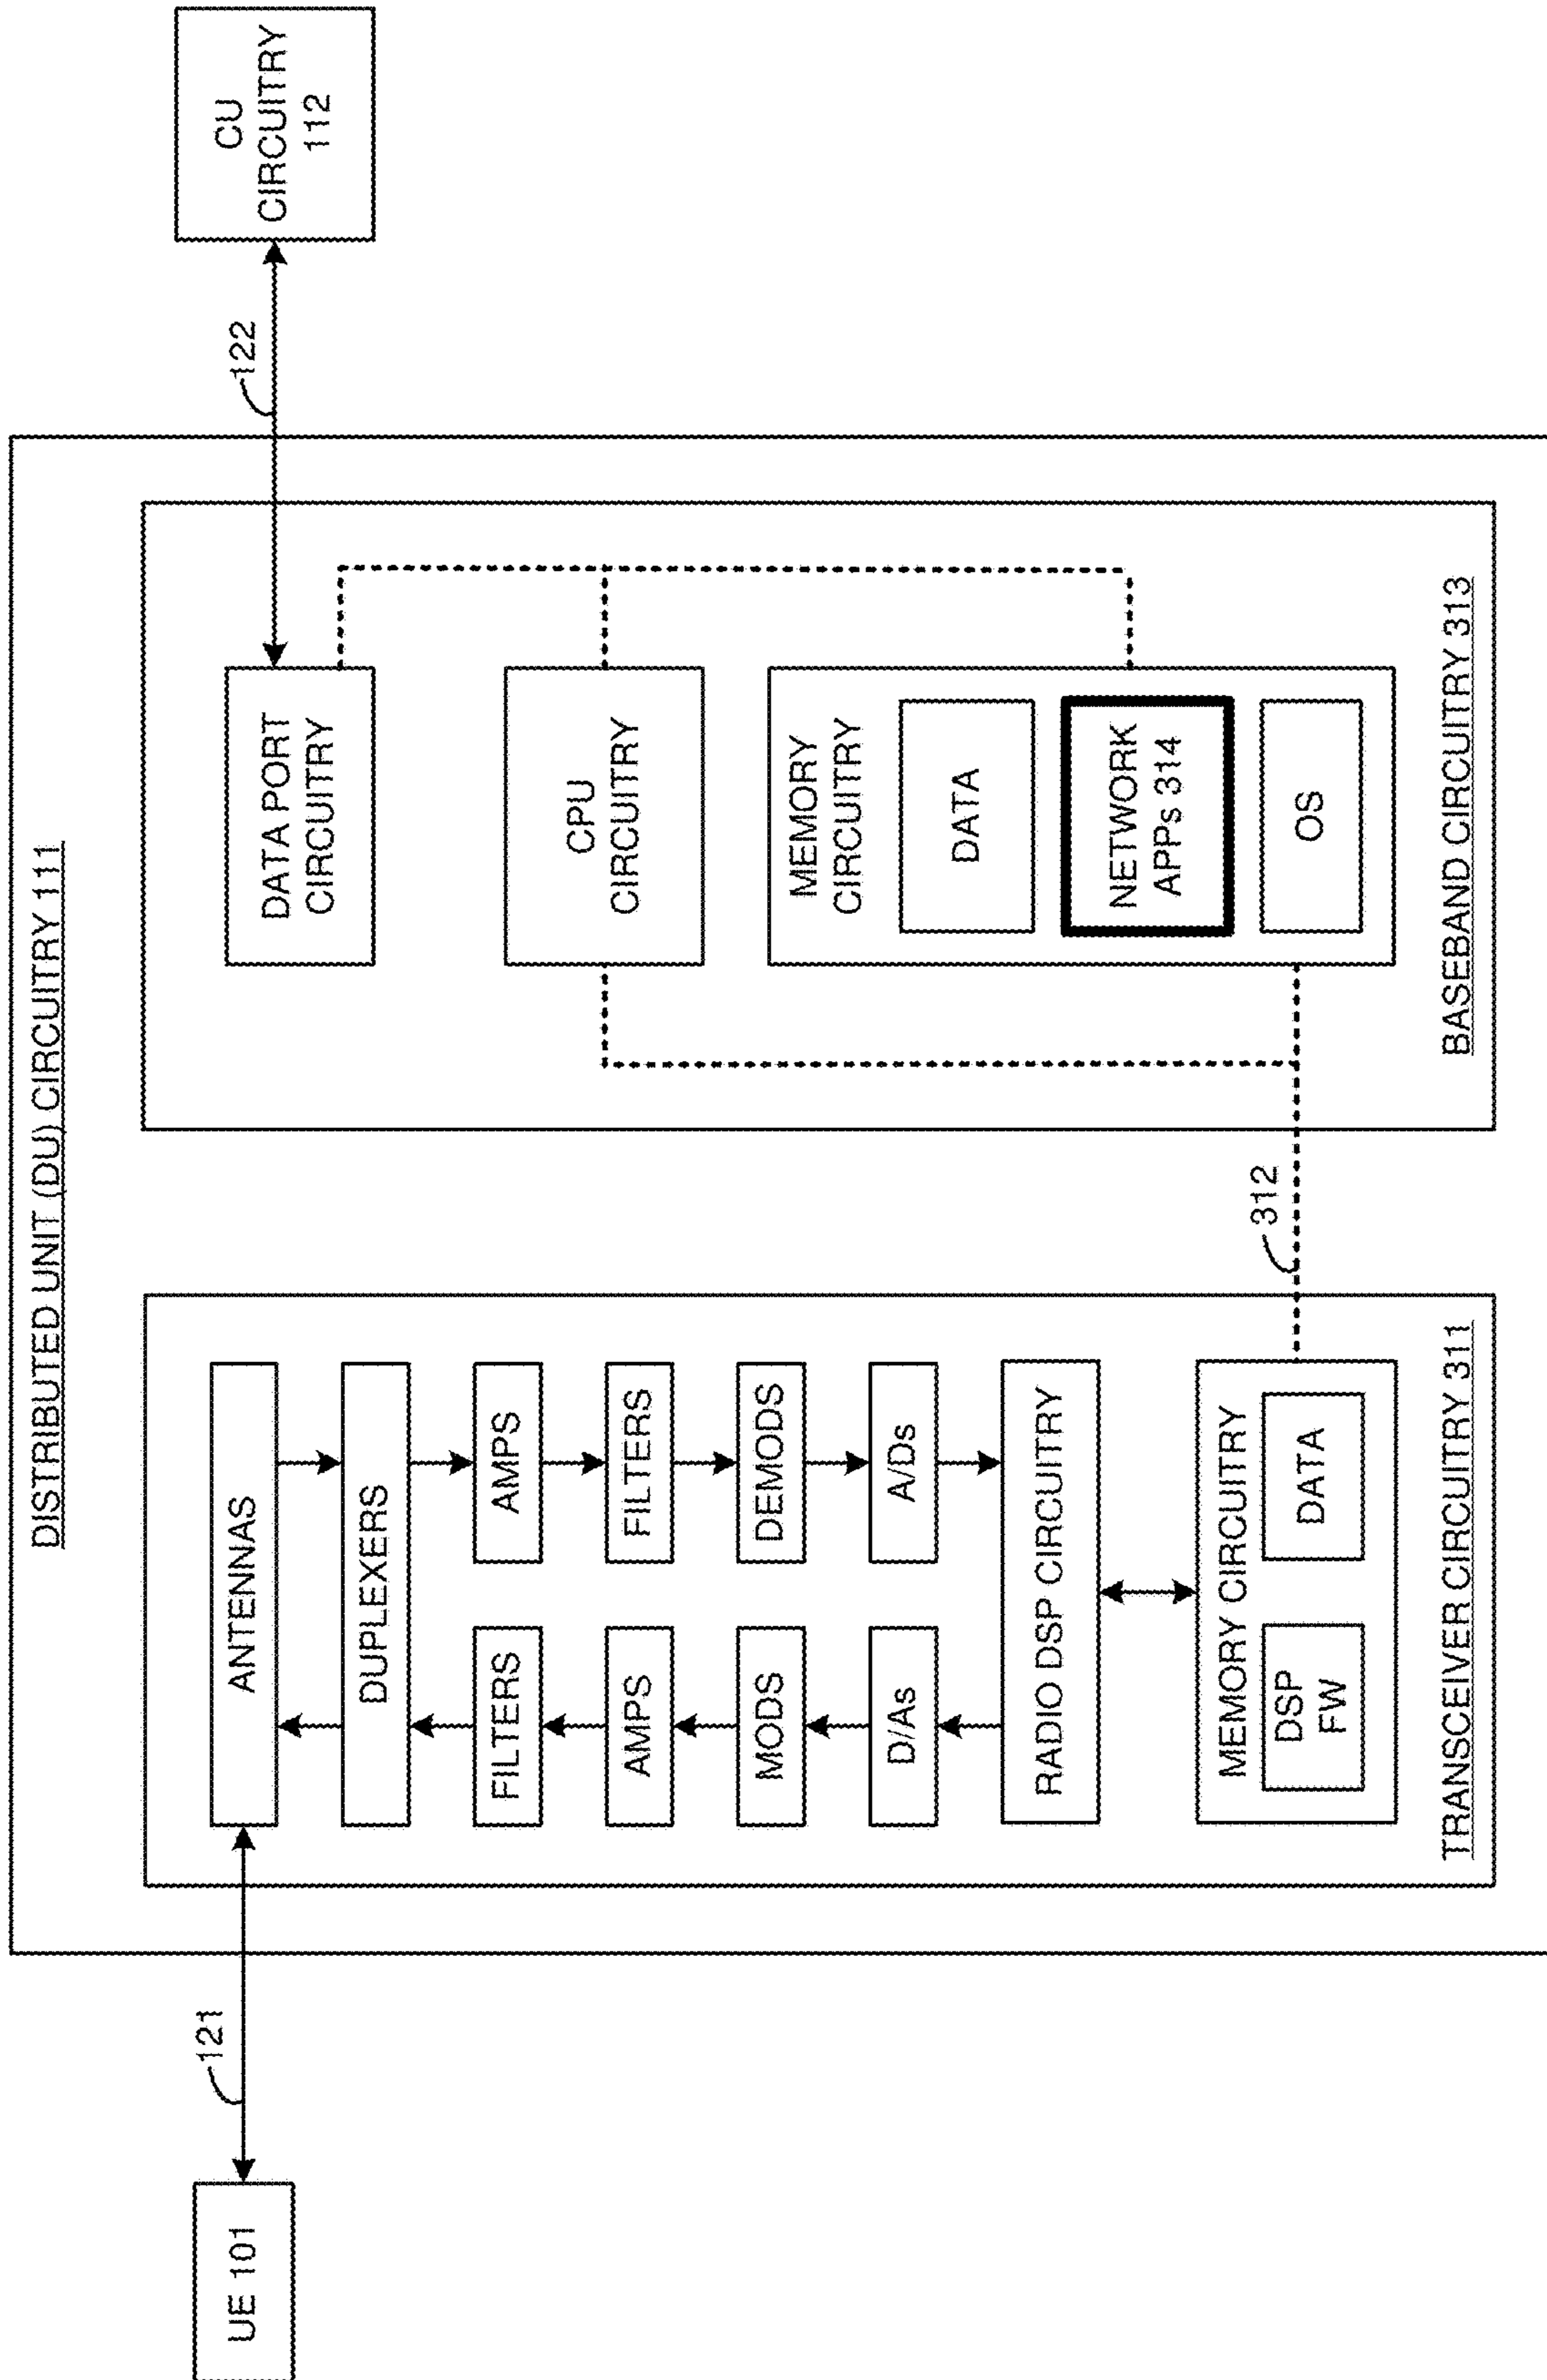 DISTRIBUTED UNIT (DU) CIRCUITRY 111
UE 101
121
ANTENNAS
DUPLEXERS
FILTERS
AMPS
AMPS
FILTERS
MODS
DEMODS
D/As
A/Ds
RADIO DSP CIRCUITRY
MEMORY CIRCUITRY
DSP
FW
DATA
TRANSCEIVER CIRCUITRY 311
312
DATA PORT
CIRCUITRY
CPU
CIRCUITRY
MEMORY
CIRCUITRY
DATA
NETWORK
APPs 314
OS
BASEBAND CIRCUITRY 313
122
CU
CIRCUITRY
112